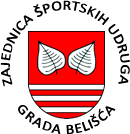 ZAJEDNICA ŠPORTSKIH UDRUGA
GRADA BELIŠĆA